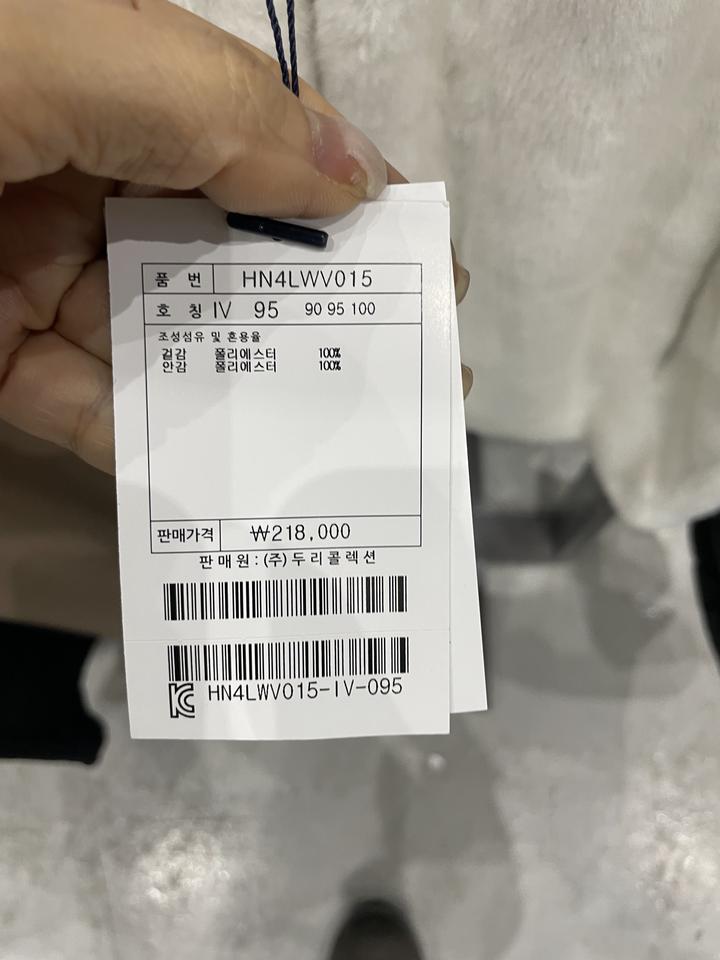 품 번 HN4LWV015
호 칭 IV 95 90 95 100
조성섬유 및 혼용율
겉감 폴리에스터 100%
안감 폴리에스터 100%
판매가격 ₩218,000
판매원:(주)두리콜렉션
HN4LWV015-IV-095